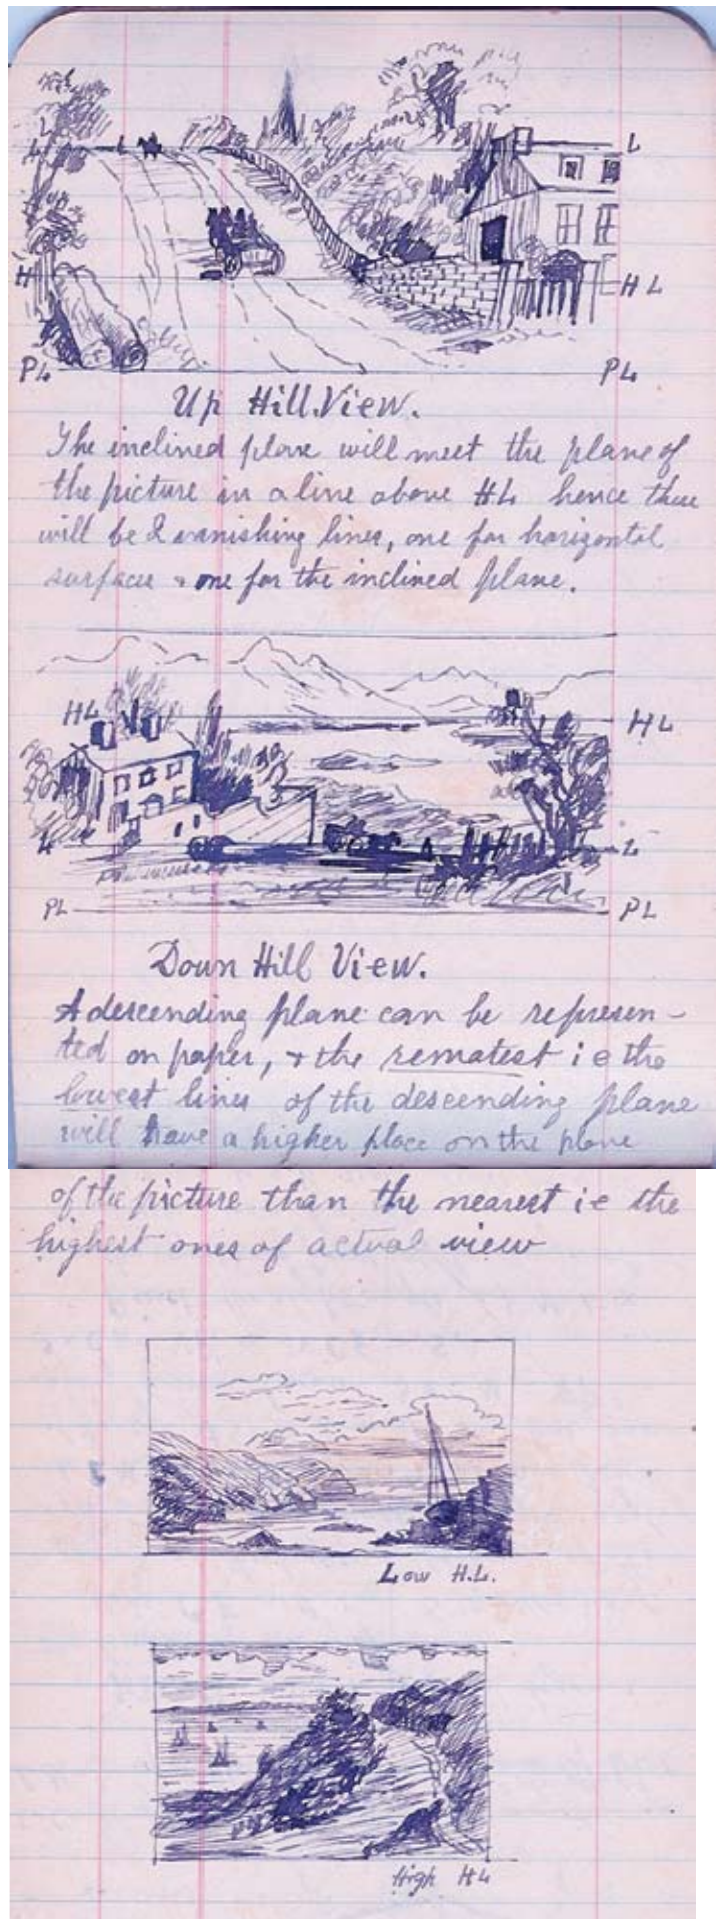 L L L
H HL
PL PL
Up Hill View.
The inclined plane will meet the plane of
the picture in a line above HL hence there
will be 2 vanishing lines, one for horizontal
surfaces & one for the inclined plane.
HL HL
L L
PL PL
Down Hill View.
A descending plane can be represen-
ted on paper, & the rematest ie the
lowest lines of the descending plane
will have a higher place on the plane
of the picture than the nearest ie the
highest ones of actual view
Low H.L.
High HL